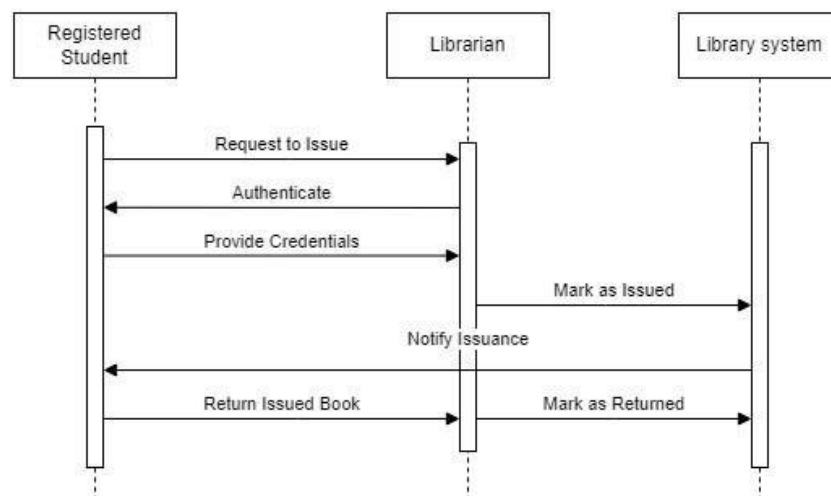 Registered
Student
Librarian
Library system
Request to Issue
Authenticate
Provide Credentials
Mark as Issued
Notify Issuance
Return Issued Book
Mark as Returned